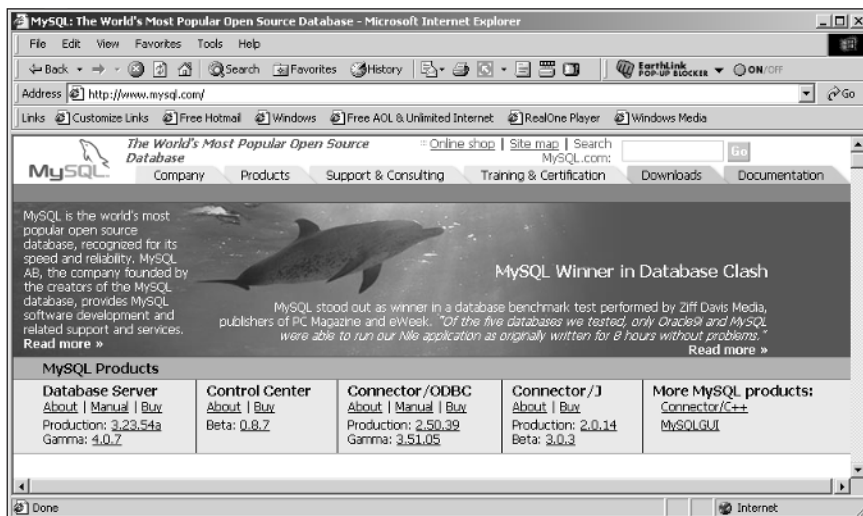 MySQL: The World's Most Popular Open Source Database - Microsoft Internet Explorer
File Edit View Favorites Tools Help
Back Search Favorites History EarthLink POP-UP BLOCKER ON/OFF
Address http://www.mysql.com/ Go
Links Customize Links Free Hotmail Windows Free AOL & Unlimited Internet RealOne Player Windows Media
The World's Most Popular Open Source Database
Online shop | Site map | Search MySQL.com: Go
MySQL
Company Products Support & Consulting Training & Certification Downloads Documentation
MySQL is the world's most
popular open source
database, recognized for its
speed and reliability. MySQL
AB, the company founded by
the creators of the MySQL
database, provides MySQL
software development and
related support and services.
Read more »
MySQL Winner in Database Clash
MySQL stood out as winner in a database benchmark test performed by Ziff Davis Media,
publishers of PC Magazine and eWeek. "Of the five databases we tested, only Oracle9i and MySQL
were able to run our Nile application as originally written for 8 hours without problems."
Read more »
MySQL Products
Database Server
About | Manual | Buy
Production: 3.23.54a
Gamma: 4.0.7
Control Center
About | Buy
Beta: 0.8.7
Connector/ODBC
About | Manual | Buy
Production: 2.50.39
Gamma: 3.51.05
Connector/J
About | Buy
Production: 2.0.14
Beta: 3.0.3
More MySQL products:
Connector/C++
MySQLGUI
Done Internet